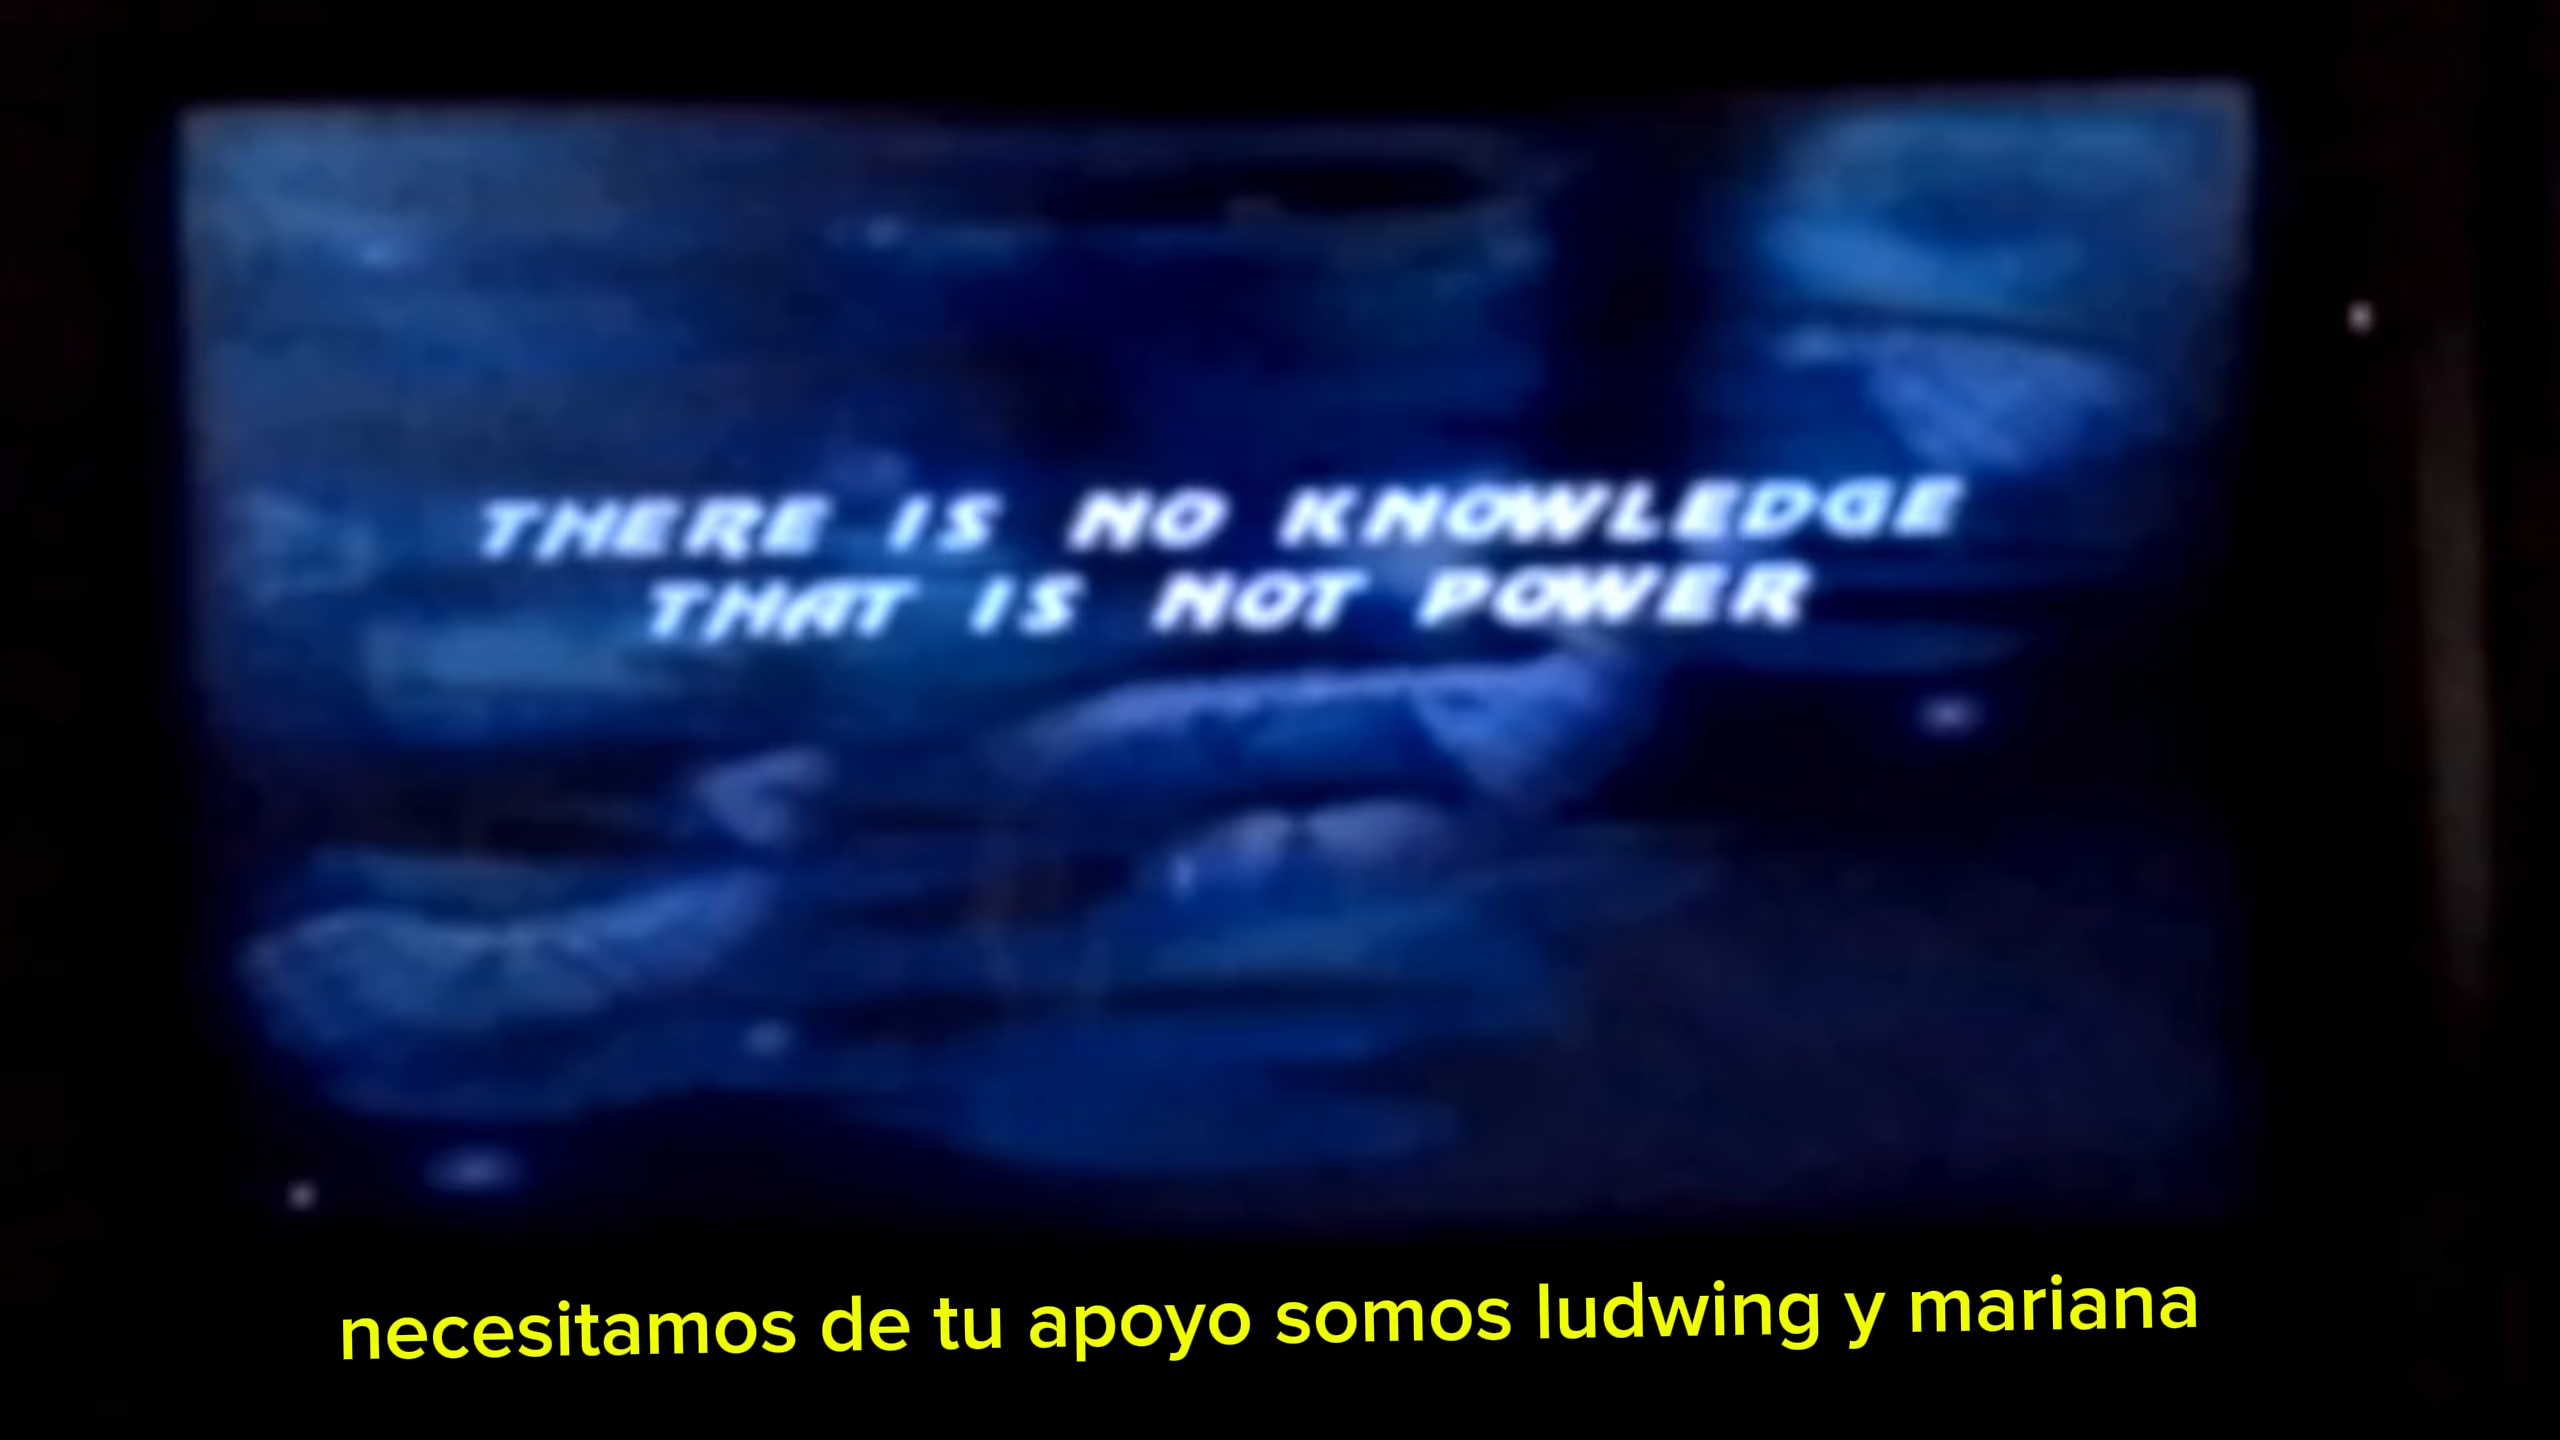 THERE IS NO KNOWLEDGE
THAT IS NOT POWER
necesitamos de tu apoyo somos ludwing y mariana